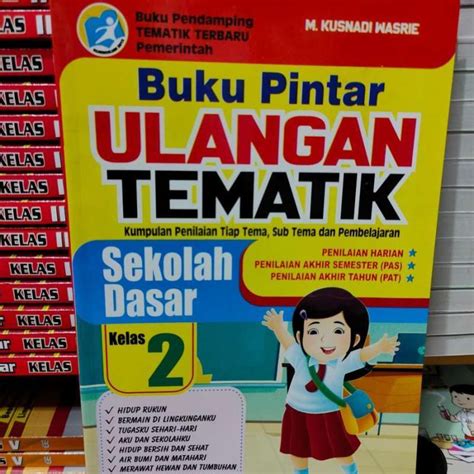 Buku Pendamping
TEMATIK TERBARU
Pemerintah
M. KUSNADI WASRIE
Buku Pintar
ULANGAN
TEMATIK
Kumpulan Penilaian Tiap Tema, Sub Tema dan Pembelajaran
Sekolah
Dasar
PENILAIAN HARIAN
PENILAIAN AKHIR SEMESTER (PAS)
PENILAIAN AKHIR TAHUN (PAT)
Kelas
2
HIDUP RUKUN
BERMAIN DI LINGKUNGANKU
TUGASKU SEHARI-HARI
AKU DAN SEKOLAHKU
HIDUP BERSIH DAN SEHAT
AIR BUMI DAN MATAHARI
MERAWAT HEWAN DAN TUMBUHAN
KELAS
KELAS II
KELAS
KELAS
KELAS
KELAS
KELAS
KELAS
KELAS
KELAS
KELAS
KELAS
KELAS